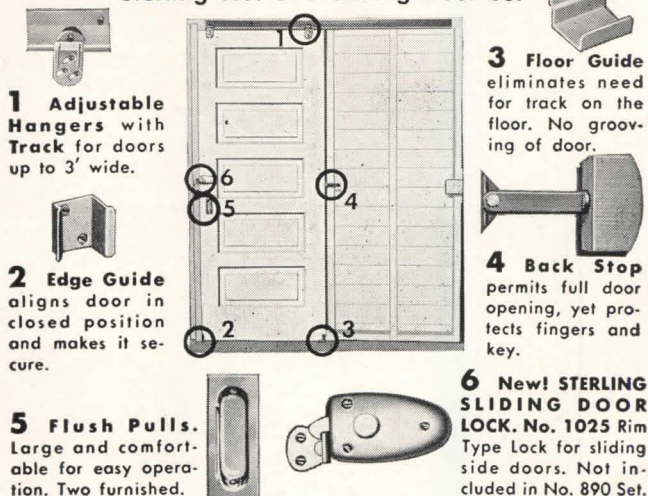 1 Adjustable
Hangers with
Track for doors
up to 3' wide.
2 Edge Guide
aligns door in
closed position
and makes it se-
cure.
5 Flush Pulls.
Large and comfort-
able for easy opera-
tion. Two furnished.
1
6
5
4
2
3
3 Floor Guide
eliminates need
for track on the
floor. No groov-
ing of door.
4 Back Stop
permits full door
opening, yet pro-
tects fingers and
key.
6 New! STERLING
SLIDING DOOR
LOCK. No. 1025 Rim
Type Lock for sliding
side doors. Not in-
cluded in No. 890 Set.